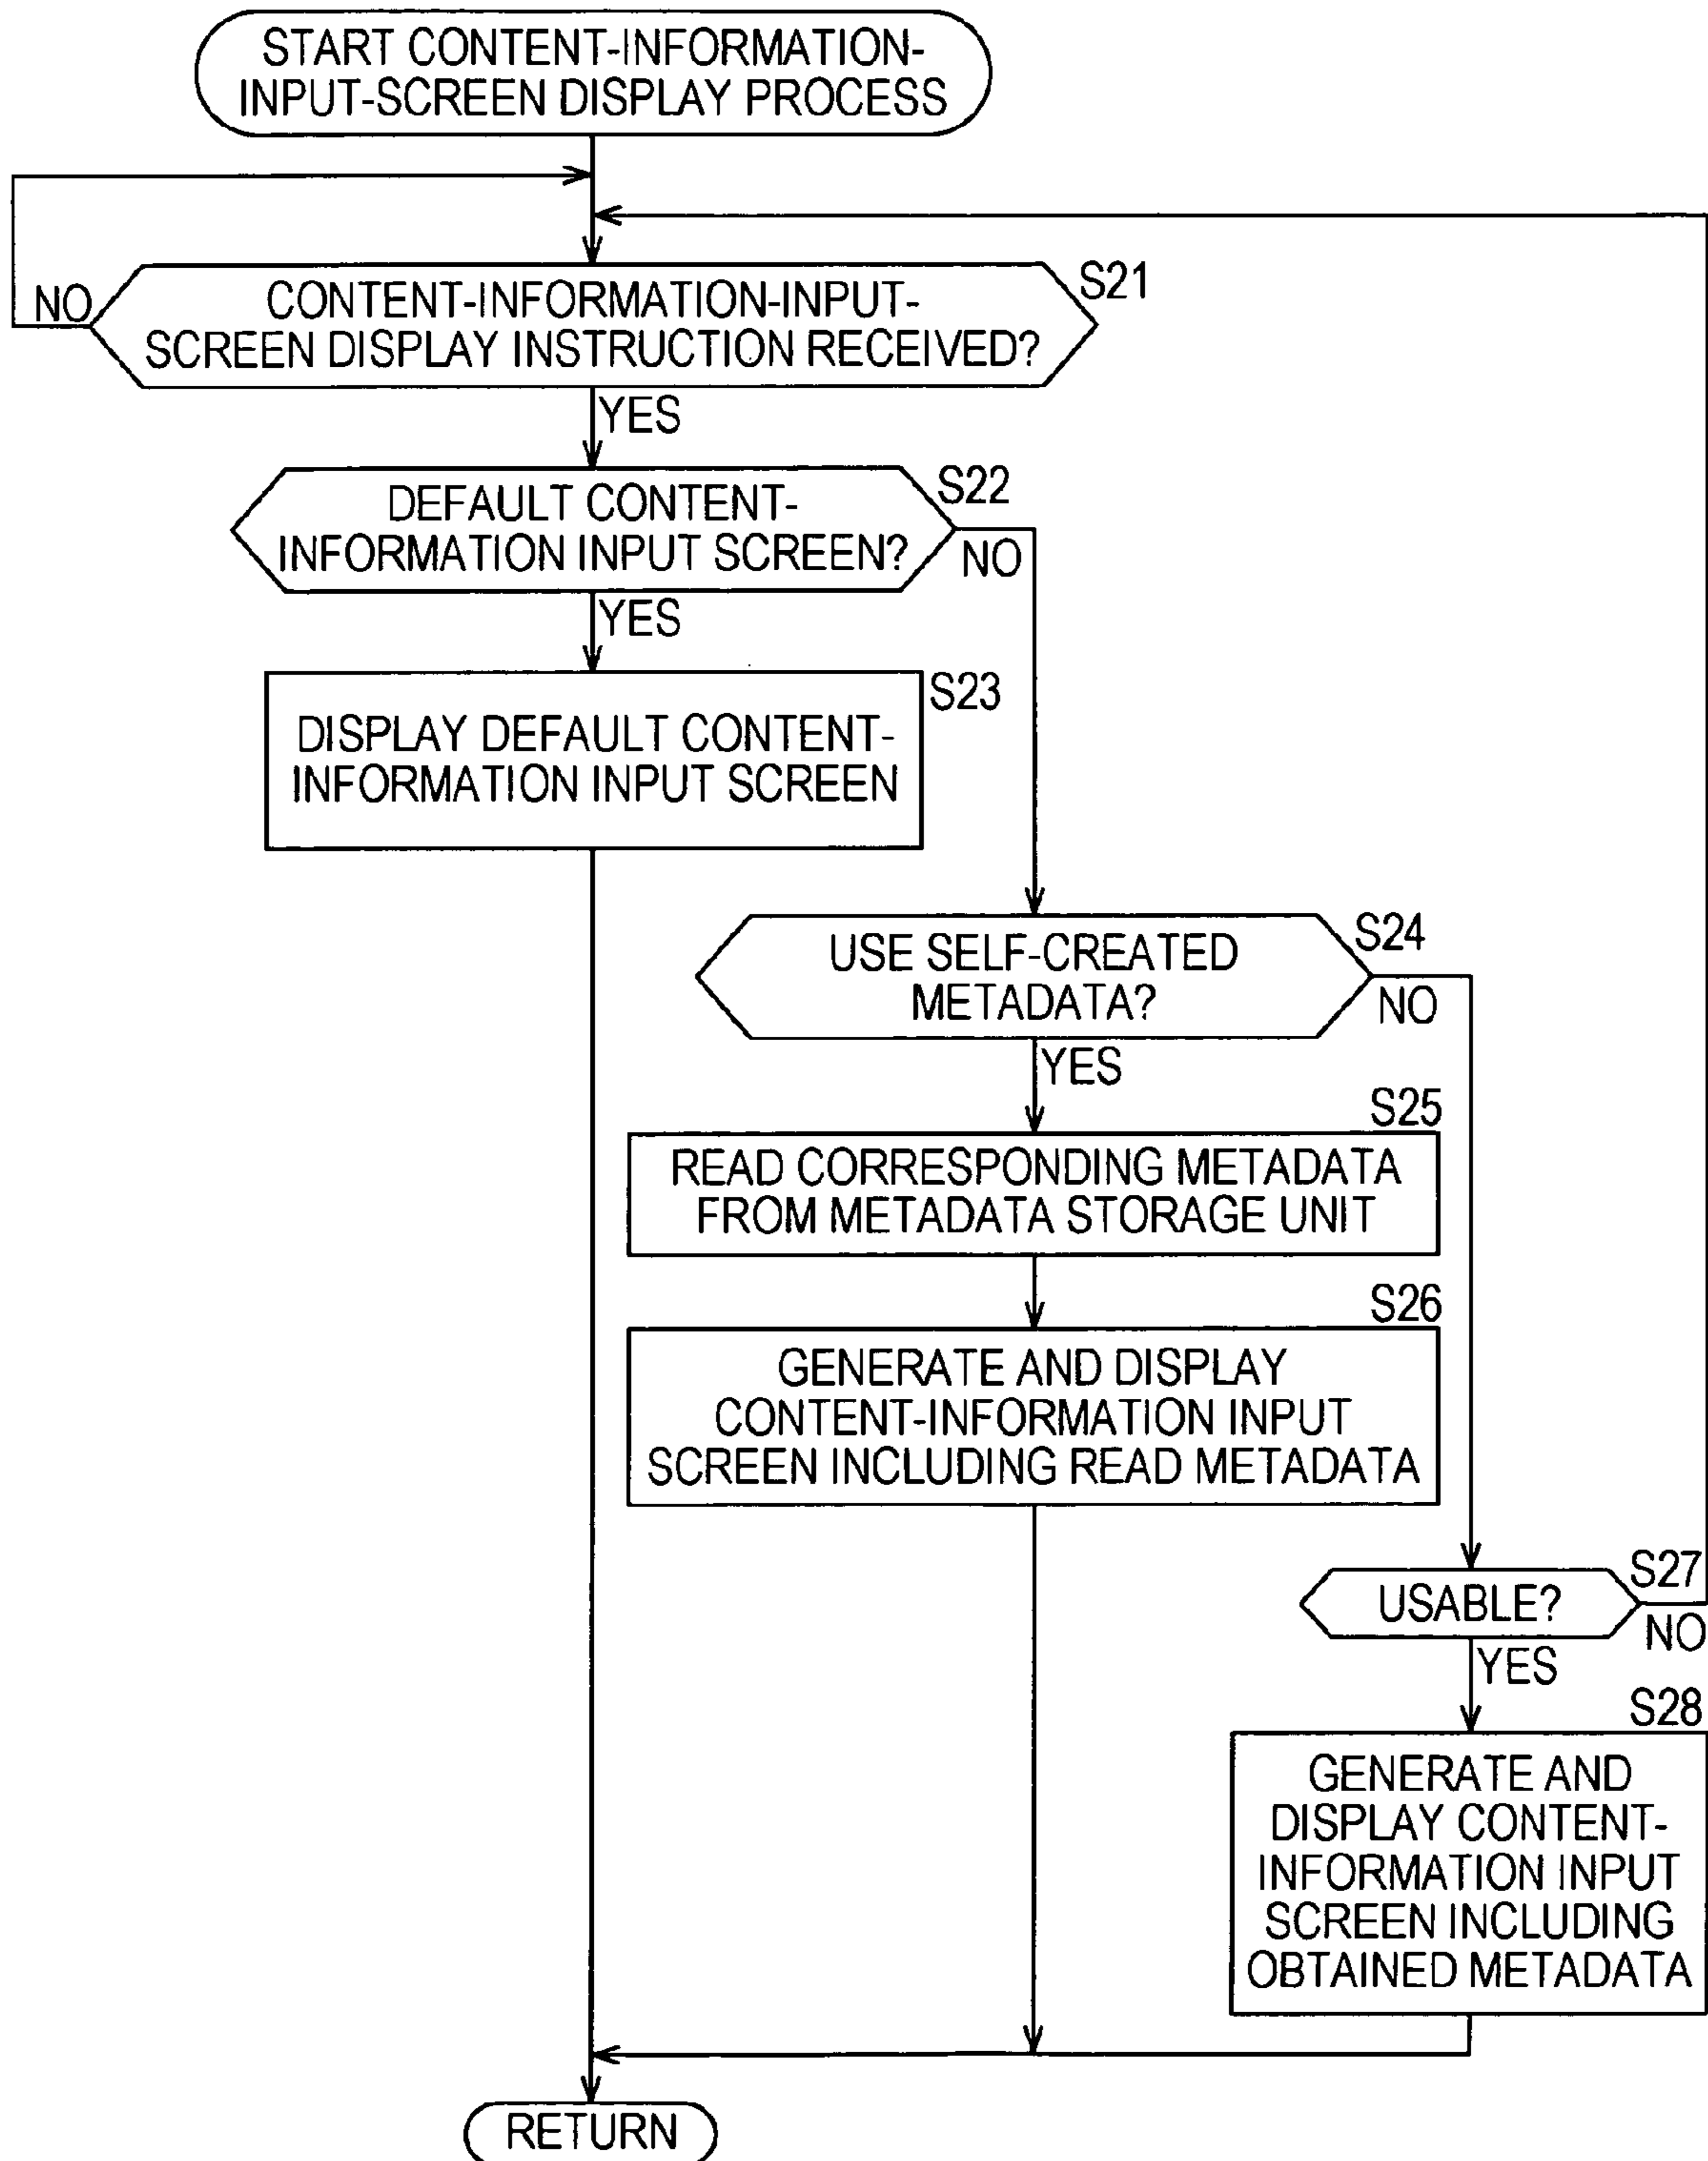 START CONTENT-INFORMATION-
INPUT-SCREEN DISPLAY PROCESS
S21
NO
CONTENT-INFORMATION-INPUT-
SCREEN DISPLAY INSTRUCTION RECEIVED?
YES
S22
DEFAULT CONTENT-
INFORMATION INPUT SCREEN?
NO
YES
S23
DISPLAY DEFAULT CONTENT-
INFORMATION INPUT SCREEN
S24
USE SELF-CREATED
METADATA?
NO
YES
S25
READ CORRESPONDING METADATA
FROM METADATA STORAGE UNIT
S26
GENERATE AND DISPLAY
CONTENT-INFORMATION INPUT
SCREEN INCLUDING READ METADATA
S27
USABLE?
NO
YES
S28
GENERATE AND
DISPLAY CONTENT-
INFORMATION INPUT
SCREEN INCLUDING
OBTAINED METADATA
RETURN